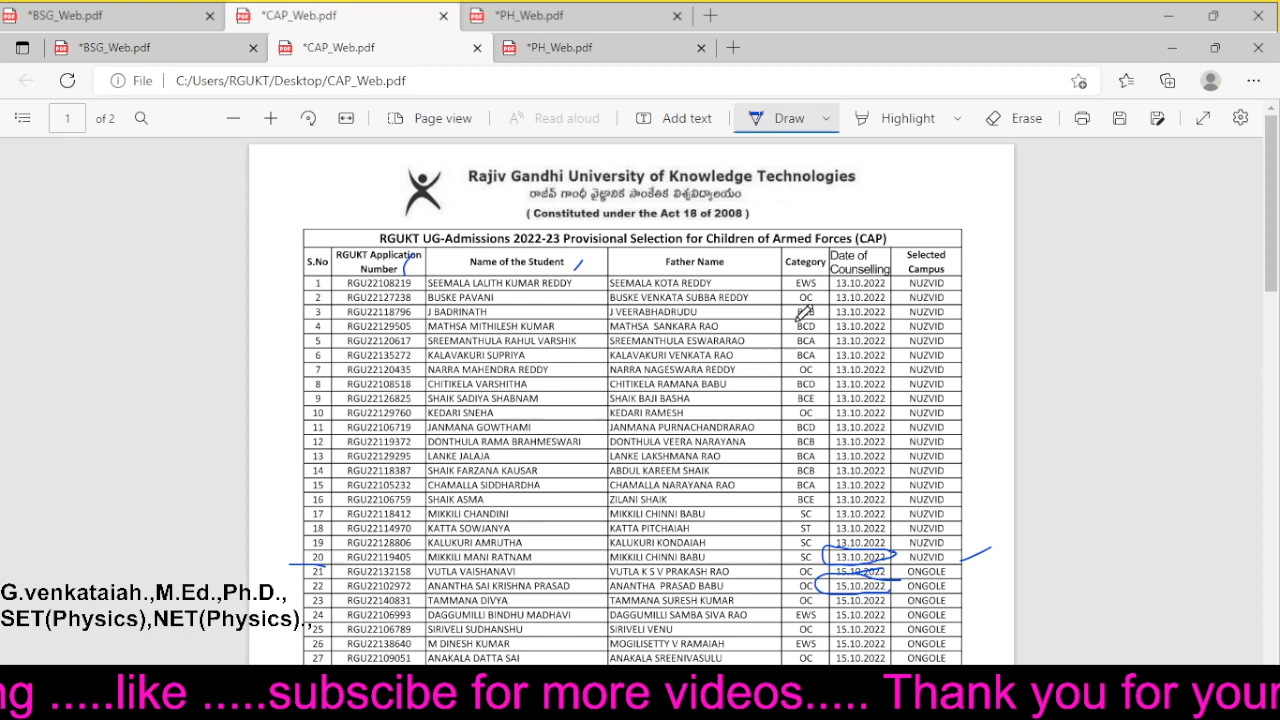 *BSG_Web.pdf *CAP_Web.pdf *PH_Web.pdf
*BSG_Web.pdf *CAP_Web.pdf *PH_Web.pdf
File C:/Users/RGUKT/Desktop/CAP_Web.pdf
1 of 2 Page view Read aloud Add text Draw Highlight Erase
Rajiv Gandhi University of Knowledge Technologies
రాజీవ్ గాంధీ వైజ్ఞానిక సాంకేతిక విశ్వవిద్యాలయం
( Constituted under the Act 18 of 2008 )
RGUKT UG-Admissions 2022-23 Provisional Selection for Children of Armed Forces (CAP)
S.No RGUKT Application Number Name of the Student Father Name Category Date of Counselling Selected Campus
1 RGU22108219 SEEMALA LALITH KUMAR REDDY SEEMALA KOTA REDDY EWS 13.10.2022 NUZVID
2 RGU22127238 BUSKE PAVANI BUSKE VENKATA SUBBA REDDY OC 13.10.2022 NUZVID
3 RGU22118796 J BADRINATH J VEERABHADRUDU 13.10.2022 NUZVID
4 RGU22129505 MATHSA MITHILESH KUMAR MATHSA SANKARA RAO BCD 13.10.2022 NUZVID
5 RGU22120617 SREEMANTHULA RAHUL VARSHIK SREEMANTHULA ESWARARAO BCA 13.10.2022 NUZVID
6 RGU22135272 KALAVAKURI SUPRIYA KALAVAKURI VENKATA RAO BCA 13.10.2022 NUZVID
7 RGU22120435 NARRA MAHENDRA REDDY NARRA NAGESWARA REDDY OC 13.10.2022 NUZVID
8 RGU22108518 CHITIKELA VARSHITHA CHITIKELA RAMANA BABU BCD 13.10.2022 NUZVID
9 RGU22126825 SHAIK SADIYA SHABNAM SHAIK BAJI BASHA BCE 13.10.2022 NUZVID
10 RGU22129760 KEDARI SNEHA KEDARI RAMESH OC 13.10.2022 NUZVID
11 RGU22106719 JANMANA GOWTHAMI JANMANA PURNACHANDRARAO BCD 13.10.2022 NUZVID
12 RGU22119372 DONTHULA RAMA BRAHMESWARI DONTHULA VEERA NARAYANA BCB 13.10.2022 NUZVID
13 RGU22129295 LANKE JALAJA LANKE LAKSHMANA RAO BCA 13.10.2022 NUZVID
14 RGU22118387 SHAIK FARZANA KAUSAR ABDUL KAREEM SHAIK BCB 13.10.2022 NUZVID
15 RGU22105232 CHAMALLA SIDDHARDHA CHAMALLA NARAYANA RAO BCA 13.10.2022 NUZVID
16 RGU22106759 SHAIK ASMA ZILANI SHAIK BCE 13.10.2022 NUZVID
17 RGU22118412 MIKKILI CHANDINI MIKKILI CHINNI BABU SC 13.10.2022 NUZVID
18 RGU22114970 KATTA SOWJANYA KATTA PITCHAIAH ST 13.10.2022 NUZVID
19 RGU22128806 KALUKURI AMRUTHA KALUKURI KONDAIAH SC 13.10.2022 NUZVID
20 RGU22119405 MIKKILI MANI RATNAM MIKKILI CHINNI BABU SC 13.10.2022 NUZVID
21 RGU22132158 VUTLA VAISHANAVI VUTLA K S V PRAKASH RAO OC 15.10.2022 ONGOLE
22 RGU22102972 ANANTHA SAI KRISHNA PRASAD ANANTHA PRASAD BABU OC 15.10.2022 ONGOLE
23 RGU22140831 TAMMANA DIVYA TAMMANA SURESH KUMAR OC 15.10.2022 ONGOLE
24 RGU22106993 DAGGUMILLI BINDHU MADHAVI DAGGUMILLI SAMBA SIVA RAO EWS 15.10.2022 ONGOLE
25 RGU22106789 SIRIVELI SUDHANSHU SIRIVELI VENU OC 15.10.2022 ONGOLE
26 RGU22138640 M DINESH KUMAR MOGILISETTY V RAMAIAH EWS 15.10.2022 ONGOLE
27 RGU22109051 ANAKALA DATTA SAI ANAKALA SREENIVASULU OC 15.10.2022 ONGOLE
G.venkataiah.,M.Ed.,Ph.D.,
SET(Physics),NET(Physics).,
ng .....like .....subscibe for more videos..... Thank you for your